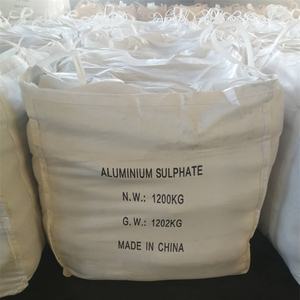 ALUMINIUM SULPHATE
N.W.: 1200KG
G.W.: 1202KG
MADE IN CHINA